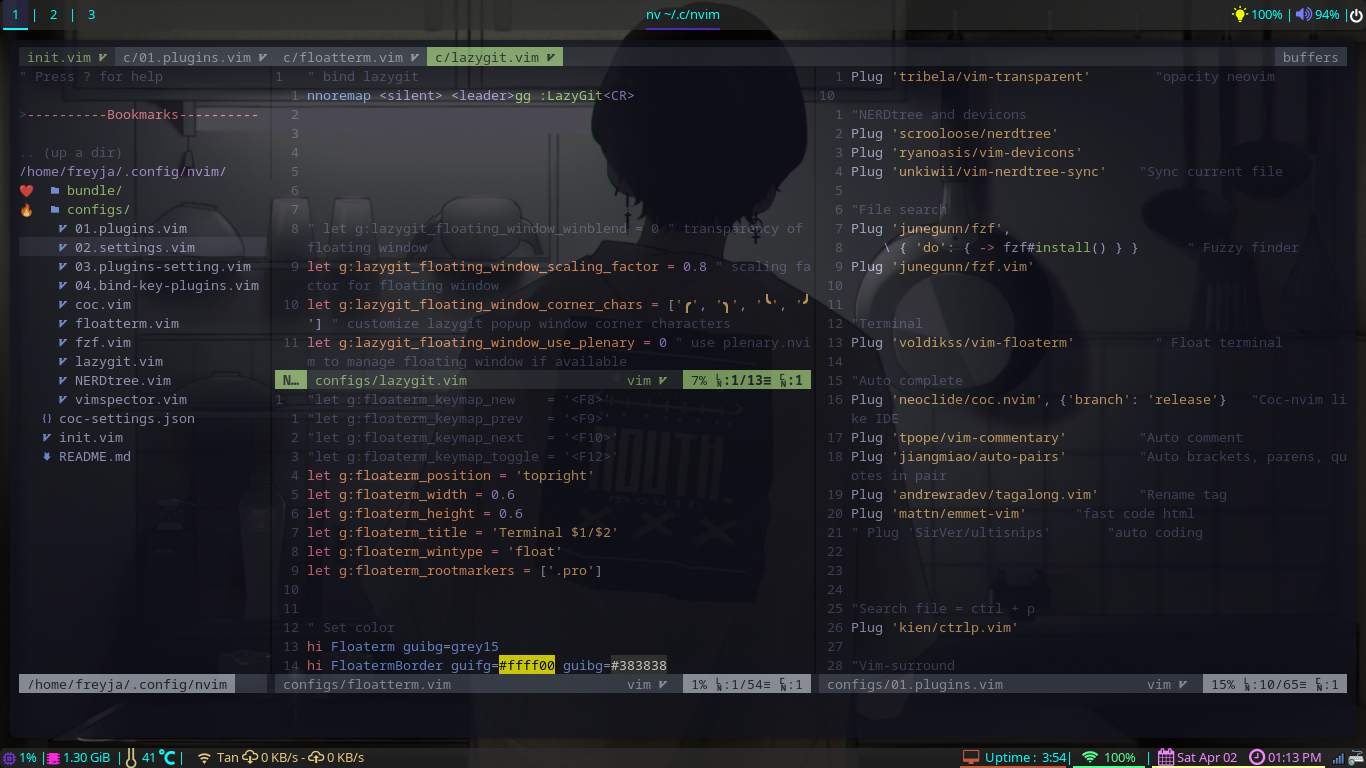 1 | 2 | 3
nv ~/.c/nvim
100% | 94% |
init.vim c/01.plugins.vim c/floatterm.vim c/lazygit.vim buffers
" Press ? for help
>----------Bookmarks----------
.. (up a dir)
/home/freyja/.config/nvim/
bundle/
configs/
01.plugins.vim
02.settings.vim
03.plugins-setting.vim
04.bind-key-plugins.vim
coc.vim
floatterm.vim
fzf.vim
lazygit.vim
NERDtree.vim
vimspector.vim
{} coc-settings.json
init.vim
README.md
/home/freyja/.config/nvim
1 " bind lazygit
1 nnoremap <silent> <leader>gg :LazyGit<CR>
2
3
4
5
6
7
8 " let g:lazygit_floating_window_winblend = 0 " transparency of
floating window
9 let g:lazygit_floating_window_scaling_factor = 0.8 " scaling fa
ctor for floating window
10 let g:lazygit_floating_window_corner_chars = ['╭', '╮', '╰', '╯
'] " customize lazygit popup window corner characters
11 let g:lazygit_floating_window_use_plenary = 0 " use plenary.nvi
m to manage floating window if available
N… configs/lazygit.vim vim 7% :1/13≡ :1
1 "let g:floaterm_keymap_new    = '<F8>'
1 "let g:floaterm_keymap_prev   = '<F9>
2 "let g:floaterm_keymap_next   = '<F10>'
3 "let g:floaterm_keymap_toggle = '<F12>'
4 let g:floaterm_position = 'topright'
5 let g:floaterm_width = 0.6
6 let g:floaterm_height = 0.6
7 let g:floaterm_title = 'Terminal $1/$2'
8 let g:floaterm_wintype = 'float'
9 let g:floaterm_rootmarkers = ['.pro']
10
11
12 " Set color
13 hi Floaterm guibg=grey15
14 hi FloatermBorder guifg=#ffff00 guibg=#383838
configs/floatterm.vim vim 1% :1/54≡ :1
1 Plug 'tribela/vim-transparent' "opacity neovim
10
1 "NERDtree and devicons
2 Plug 'scrooloose/nerdtree'
3 Plug 'ryanoasis/vim-devicons'
4 Plug 'unkiwii/vim-nerdtree-sync' "Sync current file
5
6 "File search
7 Plug 'junegunn/fzf',
8 \ { 'do': { -> fzf#install() } } " Fuzzy finder
9 Plug 'junegunn/fzf.vim'
10
11
12 "Terminal
13 Plug 'voldikss/vim-floaterm' " Float terminal
14
15 "Auto complete
16 Plug 'neoclide/coc.nvim', {'branch': 'release'} "Coc-nvim li
ke IDE
17 Plug 'tpope/vim-commentary' "Auto comment
18 Plug 'jiangmiao/auto-pairs' "Auto brackets, parens, qu
otes in pair
19 Plug 'andrewradev/tagalong.vim' "Rename tag
20 Plug 'mattn/emmet-vim' "fast code html
21 " Plug 'SirVer/ultisnips' "auto coding
22
23
24
25 "Search file = ctrl + p
26 Plug 'kien/ctrlp.vim'
27
28 "Vim-surround
configs/01.plugins.vim vim 15% :10/65≡ :1
1% | 1.30 GiB | 41 °C | Tan 0 KB/s - 0 KB/s
Uptime : 3:54 | 100% | Sat Apr 02 01:13 PM